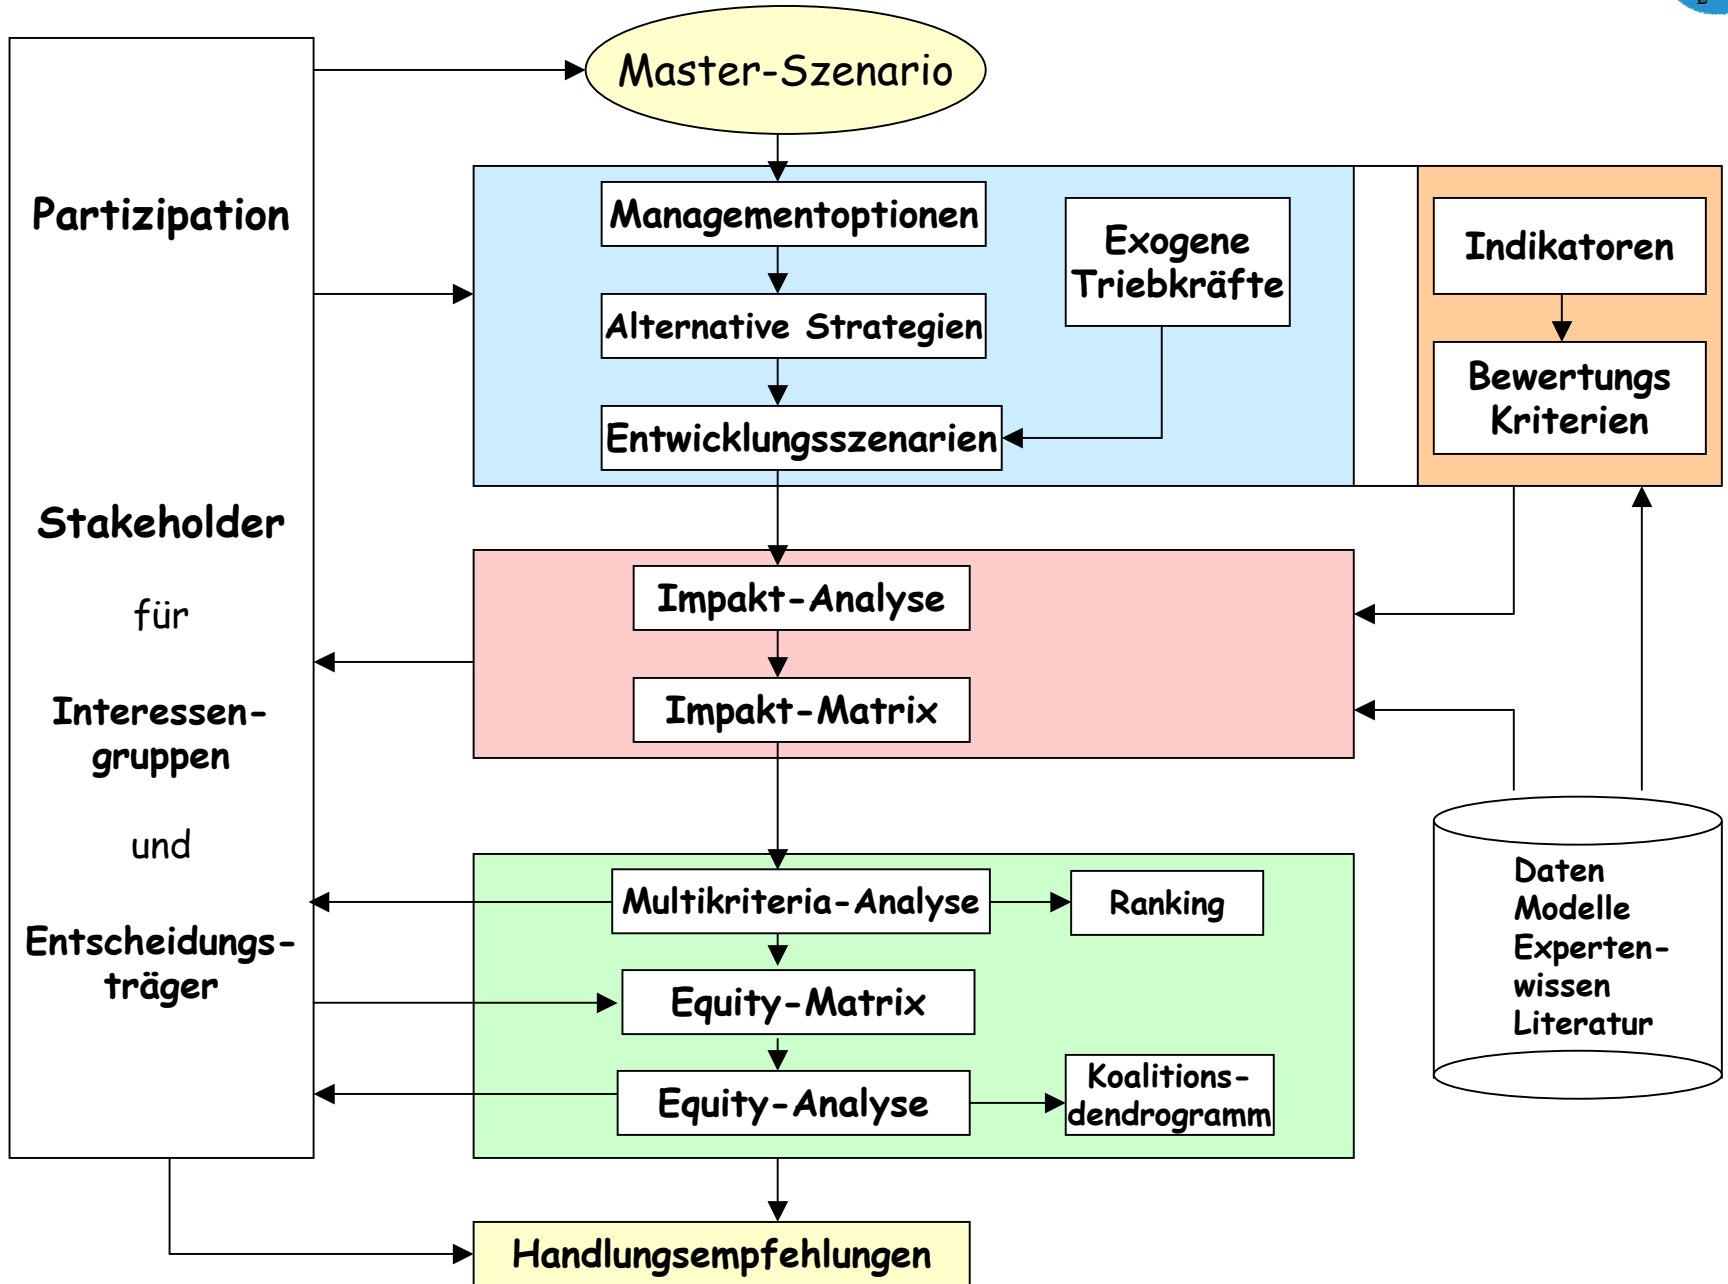 Master-Szenario
Partizipation
Stakeholder
für
Interessen-
gruppen
und
Entscheidungs-
träger
Managementoptionen
Alternative Strategien
Entwicklungsszenarien
Exogene
Triebkräfte
Indikatoren
Bewertungs
Kriterien
Impakt-Analyse
Impakt-Matrix
Multikriteria-Analyse
Ranking
Equity-Matrix
Equity-Analyse
Koalitions-
dendrogramm
Daten
Modelle
Experten-
wissen
Literatur
Handlungsempfehlungen